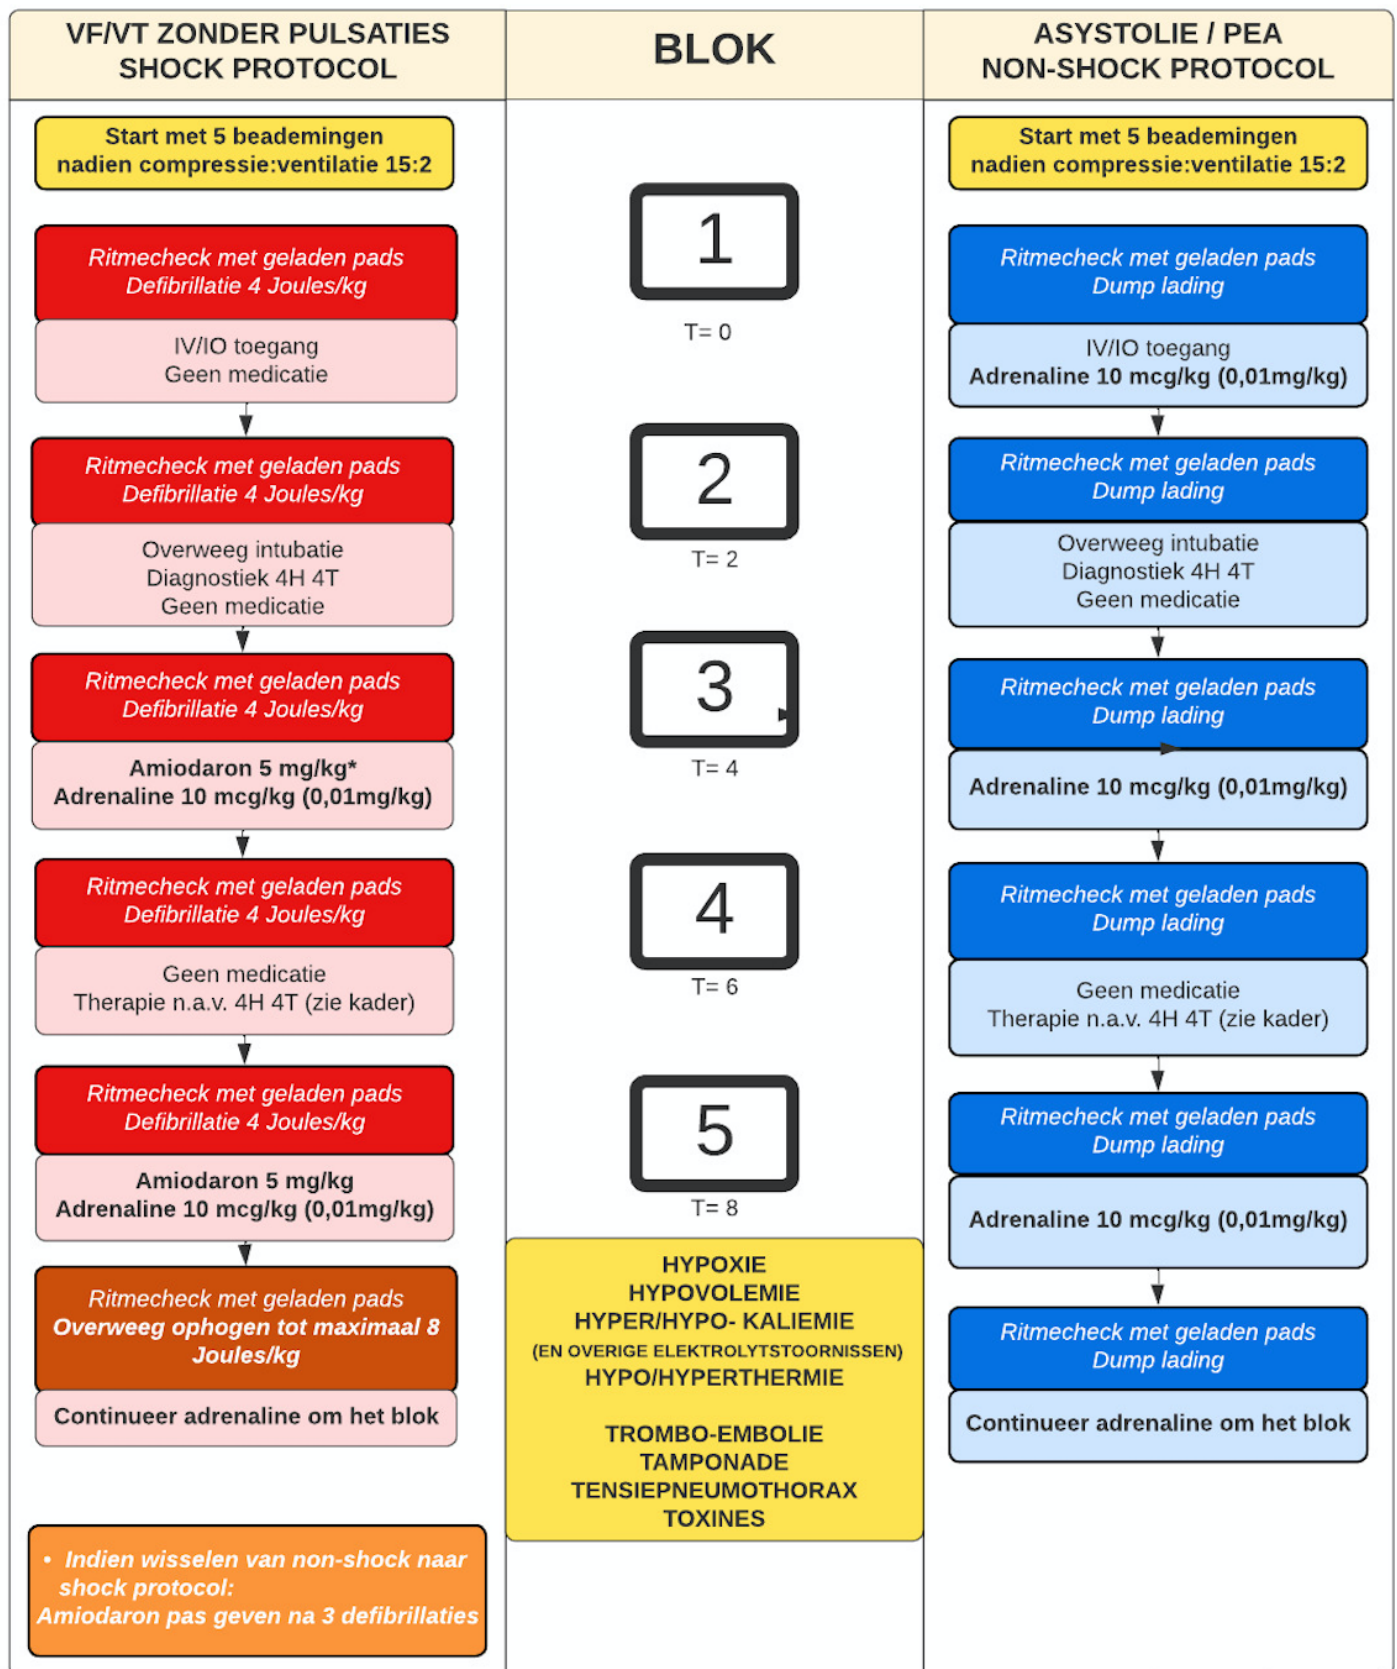 VF/VT ZONDER PULSATIES
SHOCK PROTOCOL
Start met 5 beademingen
nadien compressie:ventilatie 15:2
Ritmecheck met geladen pads
Defibrillatie 4 Joules/kg
IV/IO toegang
Geen medicatie
Ritmecheck met geladen pads
Defibrillatie 4 Joules/kg
Overweeg intubatie
Diagnostiek 4H 4T
Geen medicatie
Ritmecheck met geladen pads
Defibrillatie 4 Joules/kg
Amiodaron 5 mg/kg*
Adrenaline 10 mcg/kg (0,01mg/kg)
Ritmecheck met geladen pads
Defibrillatie 4 Joules/kg
Geen medicatie
Therapie n.a.v. 4H 4T (zie kader)
Ritmecheck met geladen pads
Defibrillatie 4 Joules/kg
Amiodaron 5 mg/kg
Adrenaline 10 mcg/kg (0,01mg/kg)
Ritmecheck met geladen pads
Overweeg ophogen tot maximaal 8
Joules/kg
Continueer adrenaline om het blok
• Indien wisselen van non-shock naar
shock protocol:
Amiodaron pas geven na 3 defibrillaties
BLOK
1
T= 0
2
T= 2
3
T= 4
4
T= 6
5
T= 8
HYPOXIE
HYPOVOLEMIE
HYPER/HYPO- KALIEMIE
(EN OVERIGE ELEKTROLYTSTOORNISSEN)
HYPO/HYPERTHERMIE
TROMBO-EMBOLIE
TAMPONADE
TENSIEPNEUMOTHORAX
TOXINES
ASYSTOLIE / PEA
NON-SHOCK PROTOCOL
Start met 5 beademingen
nadien compressie:ventilatie 15:2
Ritmecheck met geladen pads
Dump lading
IV/IO toegang
Adrenaline 10 mcg/kg (0,01mg/kg)
Ritmecheck met geladen pads
Dump lading
Overweeg intubatie
Diagnostiek 4H 4T
Geen medicatie
Ritmecheck met geladen pads
Dump lading
Adrenaline 10 mcg/kg (0,01mg/kg)
Ritmecheck met geladen pads
Dump lading
Geen medicatie
Therapie n.a.v. 4H 4T (zie kader)
Ritmecheck met geladen pads
Dump lading
Adrenaline 10 mcg/kg (0,01mg/kg)
Ritmecheck met geladen pads
Dump lading
Continueer adrenaline om het blok